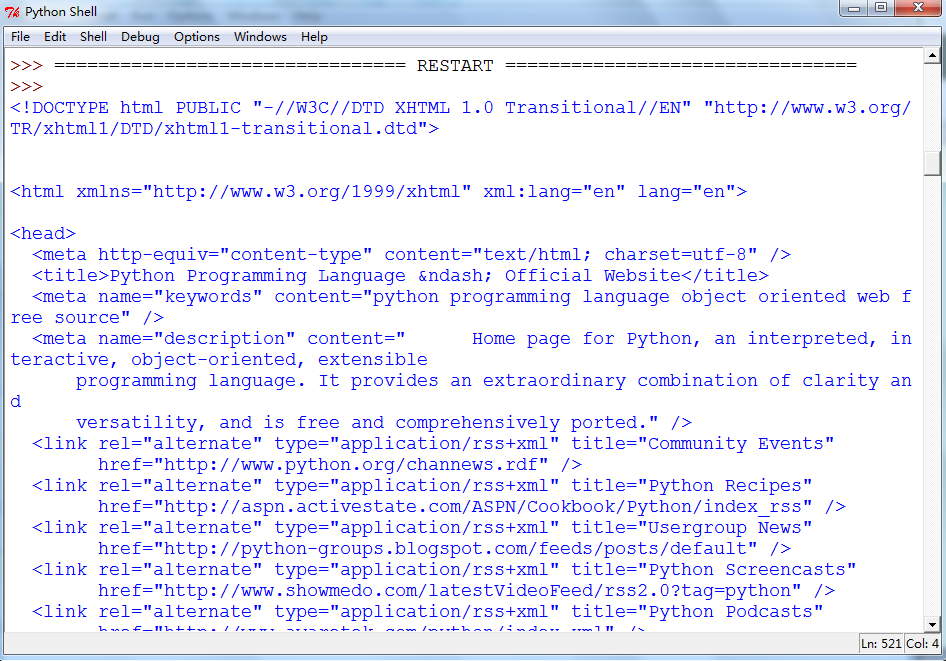 Python Shell
File Edit Shell Debug Options Windows Help
>>> ================================ RESTART ================================
>>>
<!DOCTYPE html PUBLIC "-//W3C//DTD XHTML 1.0 Transitional//EN" "http://www.w3.org/
TR/xhtml1/DTD/xhtml1-transitional.dtd">
<html xmlns="http://www.w3.org/1999/xhtml" xml:lang="en" lang="en">
<head>
  <meta http-equiv="content-type" content="text/html; charset=utf-8" />
  <title>Python Programming Language &ndash; Official Website</title>
  <meta name="keywords" content="python programming language object oriented web f
ree source" />
  <meta name="description" content="      Home page for Python, an interpreted, in
teractive, object-oriented, extensible
      programming language. It provides an extraordinary combination of clarity an
d
      versatility, and is free and comprehensively ported." />
  <link rel="alternate" type="application/rss+xml" title="Community Events"
        href="http://www.python.org/channews.rdf" />
  <link rel="alternate" type="application/rss+xml" title="Python Recipes"
        href="http://aspn.activestate.com/ASPN/Cookbook/Python/index_rss" />
  <link rel="alternate" type="application/rss+xml" title="Usergroup News"
        href="http://python-groups.blogspot.com/feeds/posts/default" />
  <link rel="alternate" type="application/rss+xml" title="Python Screencasts"
        href="http://www.showmedo.com/latestVideoFeed/rss2.0?tag=python" />
  <link rel="alternate" type="application/rss+xml" title="Python Podcasts"
Ln: 521 Col: 4